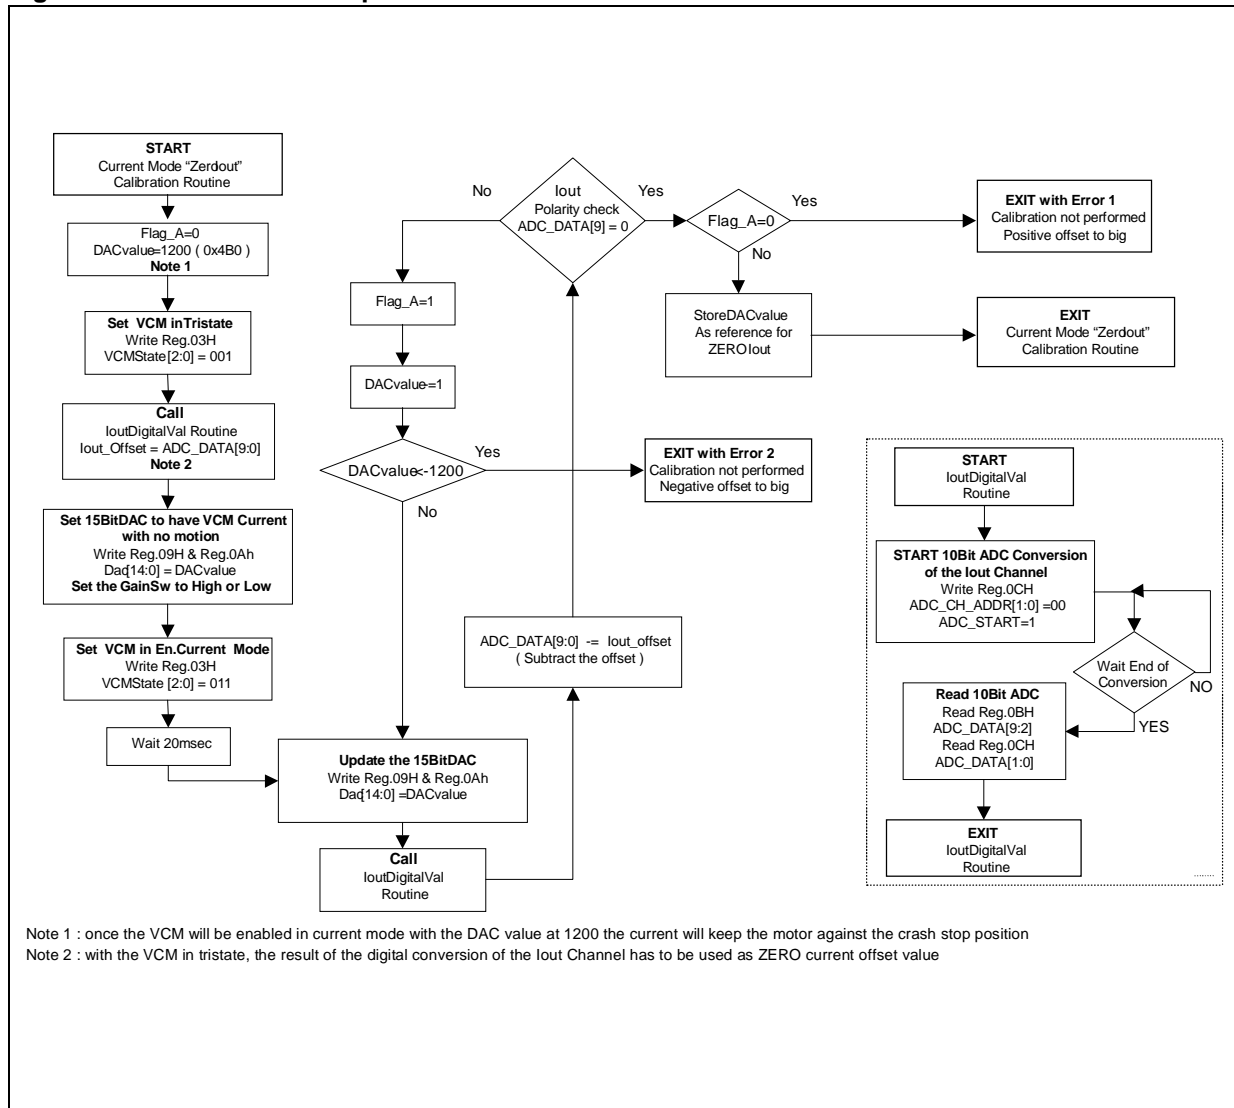 START
Current Mode “ZeroIout”
Calibration Routine
Flag_A=0
DACvalue=1200 ( 0x4B0 )
Note 1
Set VCM inTristate
Write Reg.03H
VCMState[2:0] = 001
Call
IoutDigitalVal Routine
Iout_Offset = ADC_DATA[9:0]
Note 2
Set 15BitDAC to have VCM Current
with no motion
Write Reg.09H & Reg.0Ah
Dac[14:0] = DACvalue
Set the GainSw to High or Low
Set VCM in En.Current Mode
Write Reg.03H
VCMState [2:0] = 011
Wait 20msec
No
Iout
Polarity check
ADC_DATA[9] = 0
Yes
Flag_A=1
DACvalue-=1
DACvalue<-1200
Yes
No
Update the 15BitDAC
Write Reg.09H & Reg.0Ah
Dac[14:0] =DACvalue
Call
IoutDigitalVal
Routine
ADC_DATA[9:0] -= Iout_offset
( Subtract the offset )
Flag_A=0
Yes
No
StoreDACvalue
As reference for
ZERO Iout
EXIT with Error 1
Calibration not performed
Positive offset to big
EXIT
Current Mode “ZeroIout”
Calibration Routine
EXIT with Error 2
Calibration not performed
Negative offset to big
START
IoutDigitalVal
Routine
START 10Bit ADC Conversion
of the Iout Channel
Write Reg.0CH
ADC_CH_ADDR[1:0] =00
ADC_START=1
Wait End of
Conversion
NO
YES
Read 10Bit ADC
Read Reg.0BH
ADC_DATA[9:2]
Read Reg.0CH
ADC_DATA[1:0]
EXIT
IoutDigitalVal
Routine
Note 1 : once the VCM will be enabled in current mode with the DAC value at 1200 the current will keep the motor against the crash stop position
Note 2 : with the VCM in tristate, the result of the digital conversion of the Iout Channel has to be used as ZERO current offset value